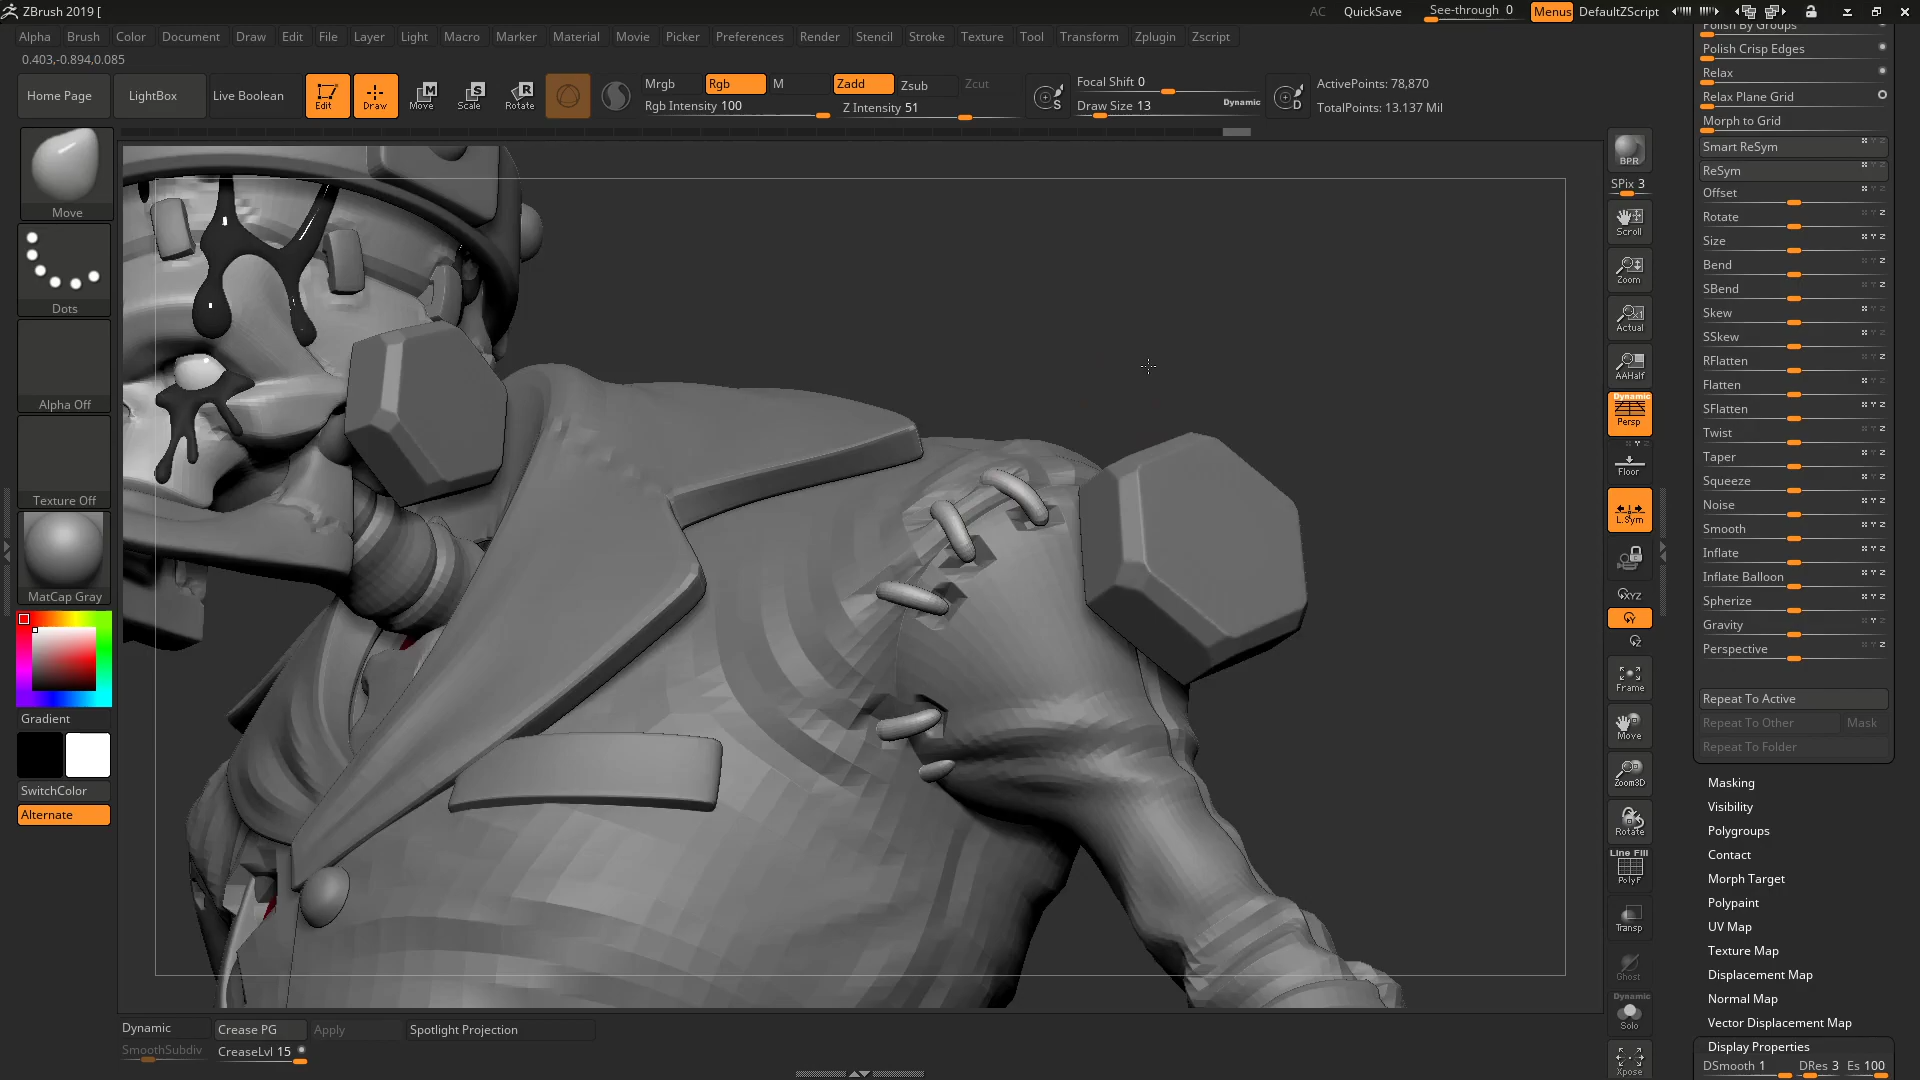 ZBrush 2019 [
AC QuickSave See-through 0 Menus DefaultZScript
Alpha Brush Color Document Draw Edit File Layer Light Macro Marker Material Movie Picker Preferences Render Stencil Stroke Texture Tool Transform Zplugin Zscript
0.403,-0.894,0.085
Home Page LightBox Live Boolean Edit Draw Move Scale Rotate
Mrgb Rgb M Zadd Zsub Zcut
Rgb Intensity 100 Z Intensity 51
S
Focal Shift 0
Draw Size 13 Dynamic
D
ActivePoints: 78,870
TotalPoints: 13.137 Mil
Move
Dots
Alpha Off
Texture Off
MatCap Gray
Gradient
SwitchColor
Alternate
BPR
SPix 3
Scroll
Zoom
Actual
AAHalf
Dynamic
Persp
Floor
L.Sym
XYZ
Y
Z
Frame
Move
Zoom3D
Rotate
Line Fill
PolyF
Transp
Ghost
Dynamic
Solo
Xpose
Polish By Groups
Polish Crisp Edges
Relax
Relax Plane Grid
Morph to Grid
Smart ReSym
ReSym
Offset
Rotate
Size
Bend
SBend
Skew
SSkew
RFlatten
Flatten
SFlatten
Twist
Taper
Squeeze
Noise
Smooth
Inflate
Inflate Balloon
Spherize
Gravity
Perspective
Repeat To Active
Repeat To Other Mask
Repeat To Folder
Masking
Visibility
Polygroups
Contact
Morph Target
Polypaint
UV Map
Texture Map
Displacement Map
Normal Map
Vector Displacement Map
Display Properties
DSmooth 1 DRes 3 Es 100
Dynamic Crease PG Apply Spotlight Projection
SmoothSubdiv CreaseLvl 15